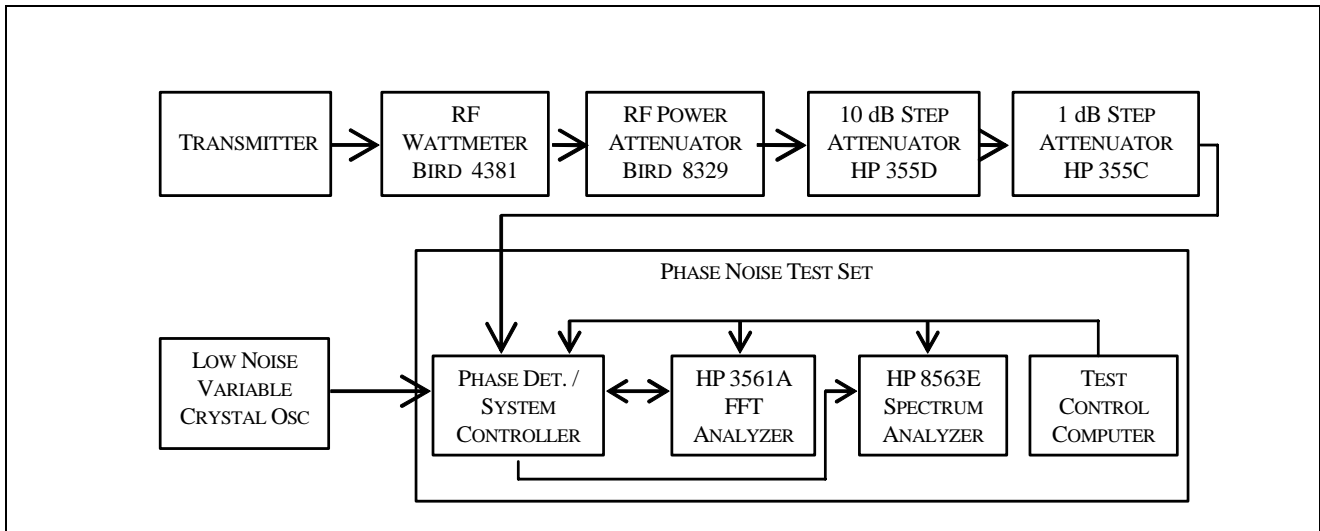 TRANSMITTER
RF
WATTMETER
BIRD 4381
RF POWER
ATTENUATOR
BIRD 8329
10 dB STEP
ATTENUATOR
HP 355D
1 dB STEP
ATTENUATOR
HP 355C
PHASE NOISE TEST SET
LOW NOISE
VARIABLE
CRYSTAL OSC
PHASE DET. /
SYSTEM
CONTROLLER
HP 3561A
FFT
ANALYZER
HP 8563E
SPECTRUM
ANALYZER
TEST
CONTROL
COMPUTER